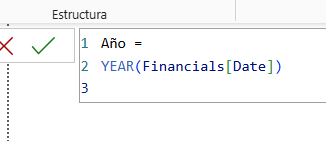 Estructura
1 Año =
2 YEAR(Financials[Date])
3